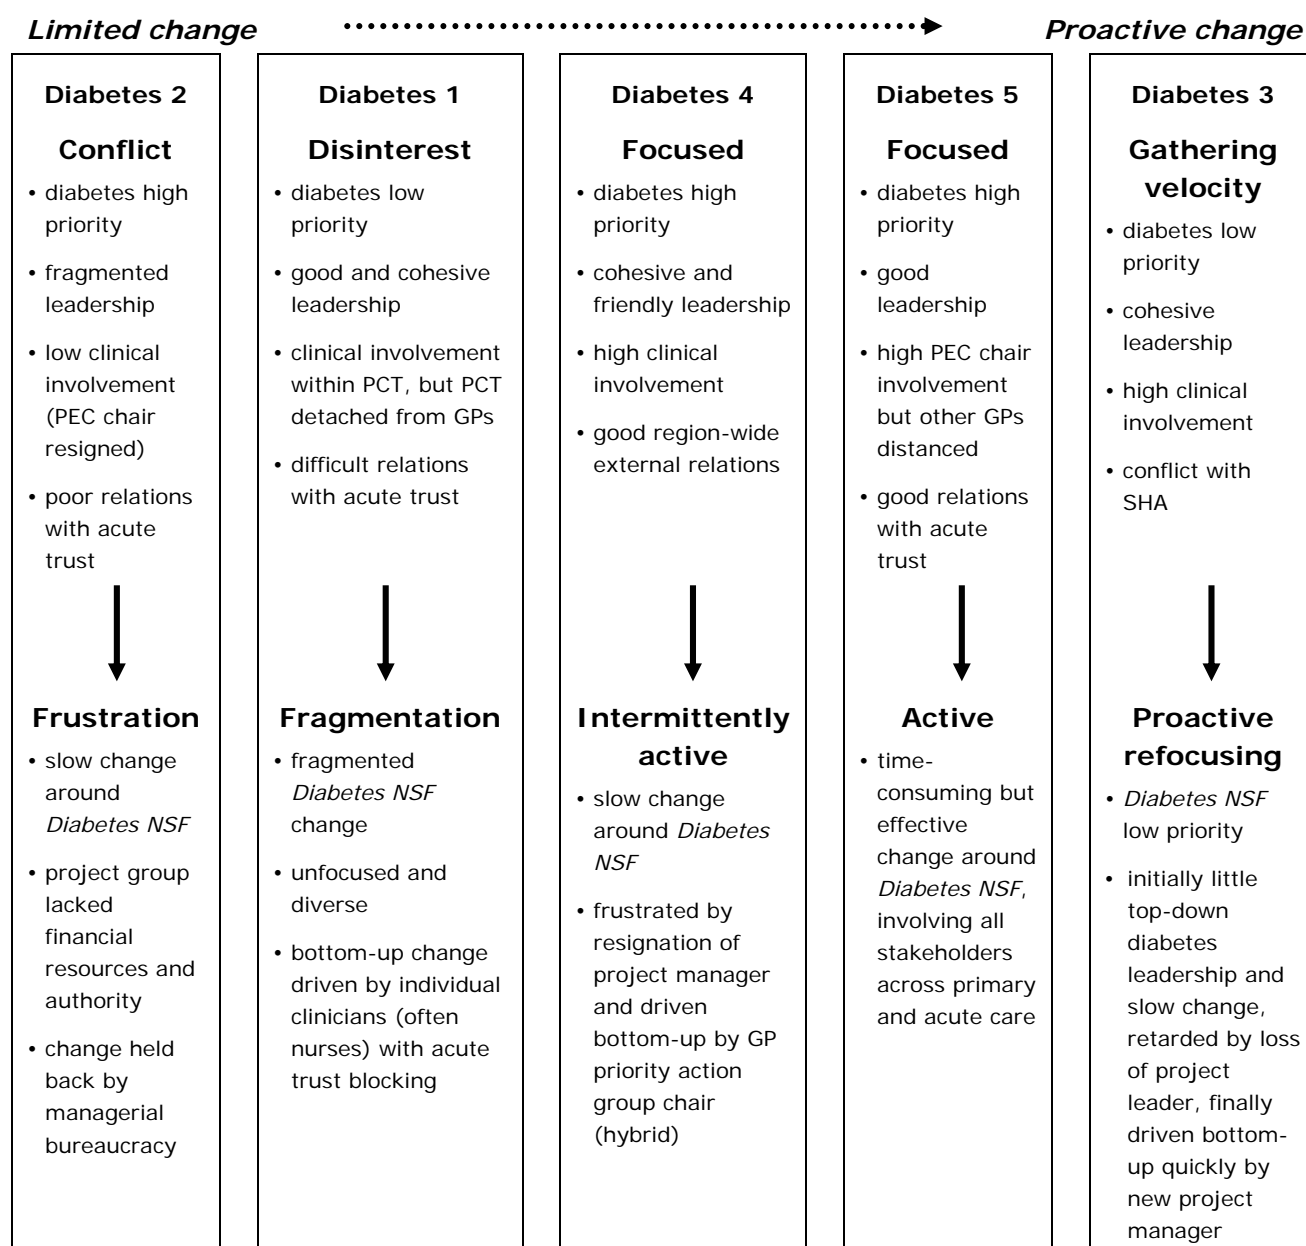 Limited change
Proactive change
Diabetes 2
Conflict
• diabetes high
priority
• fragmented
leadership
• low clinical
involvement
(PEC chair
resigned)
• poor relations
with acute
trust
Frustration
• slow change
around
Diabetes NSF
• project group
lacked
financial
resources and
authority
• change held
back by
managerial
bureaucracy
Diabetes 1
Disinterest
• diabetes low
priority
• good and cohesive
leadership
• clinical involvement
within PCT, but PCT
detached from GPs
• difficult relations
with acute trust
Fragmentation
• fragmented
Diabetes NSF
change
• unfocused and
diverse
• bottom-up change
driven by individual
clinicians (often
nurses) with acute
trust blocking
Diabetes 4
Focused
• diabetes high
priority
• cohesive and
friendly leadership
• high clinical
involvement
• good region-wide
external relations
Intermittently
active
• slow change
around Diabetes
NSF
• frustrated by
resignation of
project manager
and driven
bottom-up by GP
priority action
group chair
(hybrid)
Diabetes 5
Focused
• diabetes high
priority
• good
leadership
• high PEC chair
involvement
but other GPs
distanced
• good relations
with acute
trust
Active
• time-
consuming but
effective
change around
Diabetes NSF,
involving all
stakeholders
across primary
and acute care
Diabetes 3
Gathering
velocity
• diabetes low
priority
• cohesive
leadership
• high clinical
involvement
• conflict with
SHA
Proactive
refocusing
• Diabetes NSF
low priority
• initially little
top-down
diabetes
leadership and
slow change,
retarded by loss
of project
leader, finally
driven bottom-
up quickly by
new project
manager